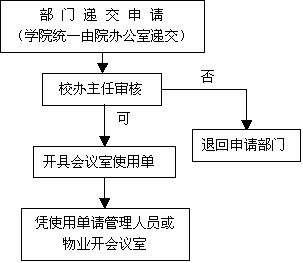 部门递交申请
（学院统一由院办公室递交）
校办主任审核
否
可
退回申请部门
开具会议室使用单
凭使用单请管理人员或
物业开会议室